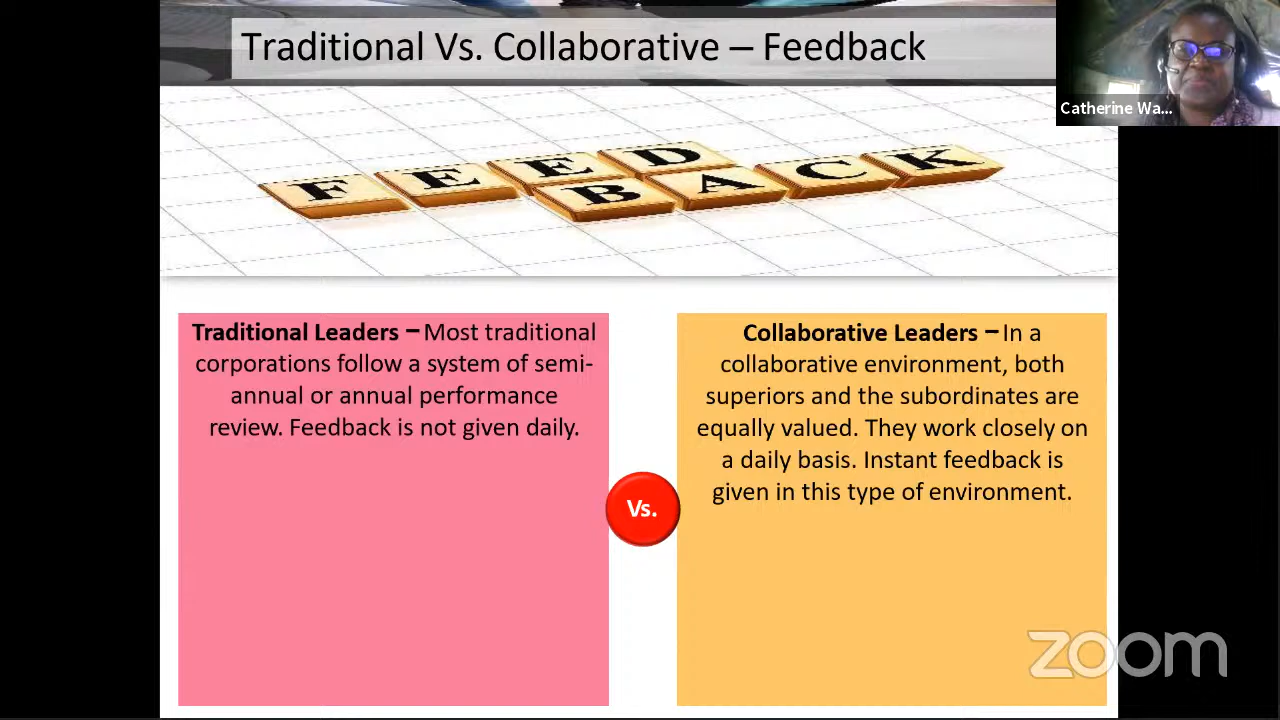 Traditional Vs. Collaborative – Feedback
Catherine Wa...
FEED
BACK
Traditional Leaders – Most traditional
corporations follow a system of semi-
annual or annual performance
review. Feedback is not given daily.
Vs.
Collaborative Leaders – In a
collaborative environment, both
superiors and the subordinates are
equally valued. They work closely on
a daily basis. Instant feedback is
given in this type of environment.
zoom